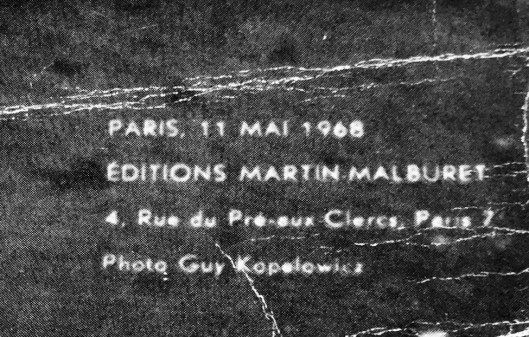 PARIS, 11 MAI 1968
ÉDITIONS MARTIN-MALBURET
4, Rue du Pré-aux Clercs, Paris 7
Photo Guy Kopelowicz